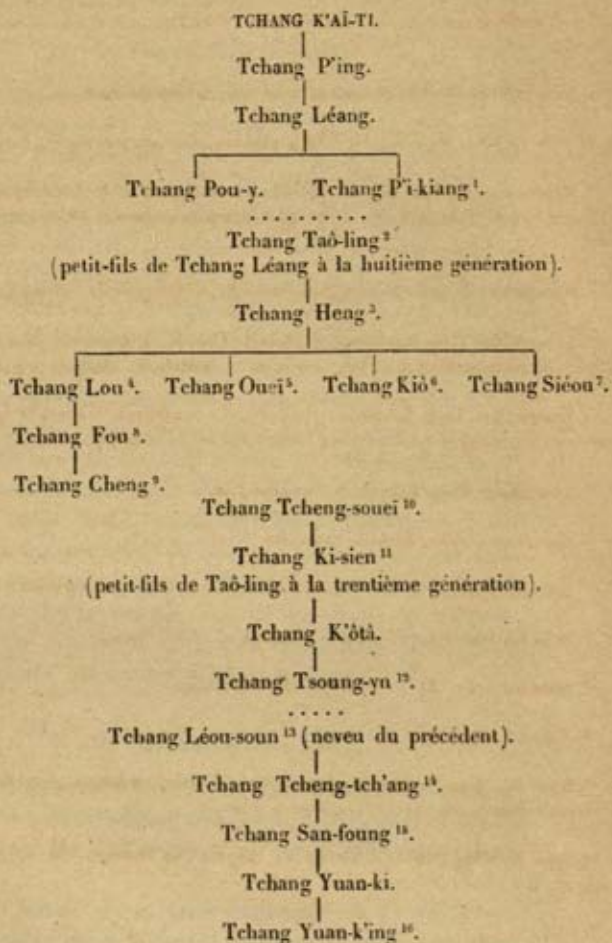 TCHANG K'AÏ-TI.
Tchang P'ing.
Tchang Léang.
Tchang Pou-y. Tchang P'i-kiang ¹.
. . . . . . . . . .
Tchang Taô-ling ²
(petit-fils de Tchang Léang à la huitième génération).
Tchang Heng ³.
Tchang Lou ⁴. Tchang Oueï ⁵. Tchang Kiò ⁶. Tchang Siéou ⁷.
Tchang Fou ⁸.
Tchang Cheng ⁹.
Tchang Tcheng-soueï ¹⁰.
Tchang Ki-sien ¹¹
(petit-fils de Taô-ling à la trentième génération).
Tchang K'ôtà.
Tchang Tsoung-yn ¹².
. . . . .
Tchang Léou-soun ¹³ (neveu du précédent).
Tchang Tcheng-tch'ang ¹⁴.
Tchang San-foung ¹⁵.
Tchang Yuan-ki.
Tchang Yuan-k'ing ¹⁶.